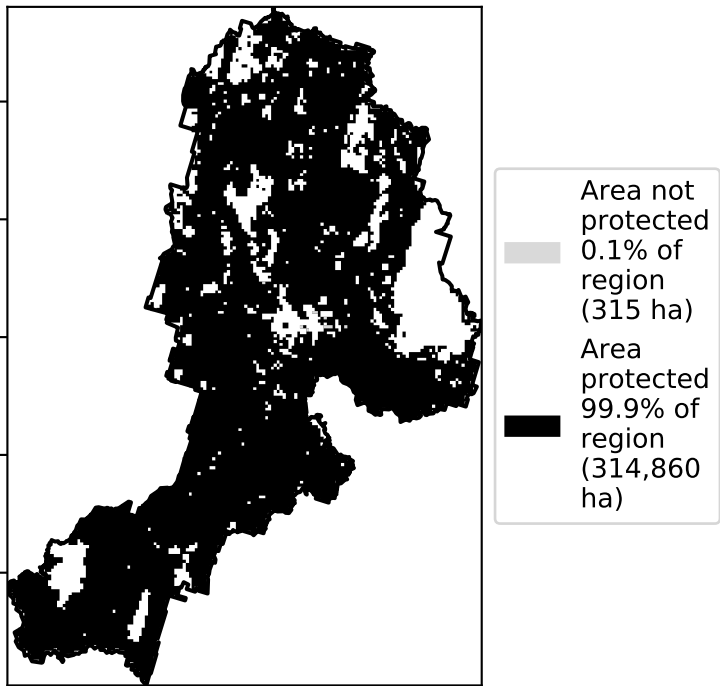 Area not
protected
0.1% of
region
(315 ha)
Area
protected
99.9% of
region
(314,860
ha)